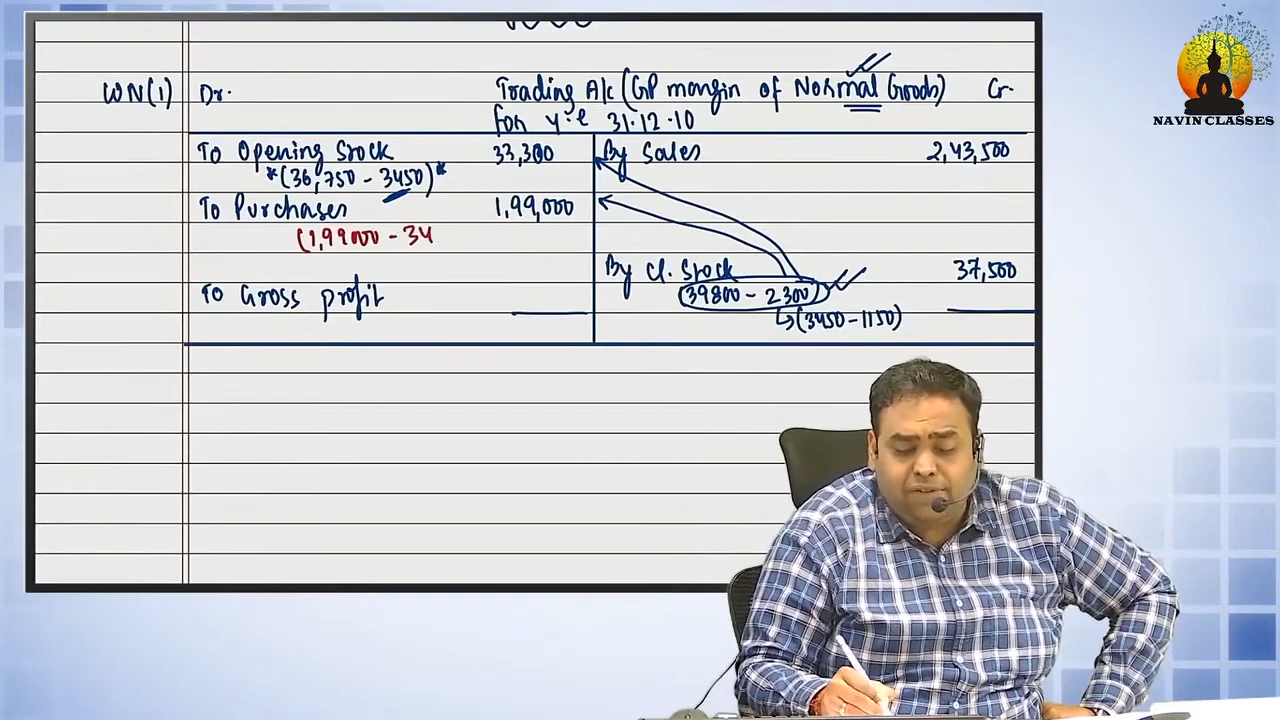 WN(1) Dr. Trading A/c (GP margin of Normal Goods) Cr.
for y.e 31.12.10
To Opening Stock 33,300 By Sales 2,43,500
*(36,750 - 3450)*
To Purchases 1,99,000
(1,99000 - 34
By Cl. Stock 37,500
(39800 - 2300)
To Gross profit
(3450 - 1150)
NAVIN CLASSES